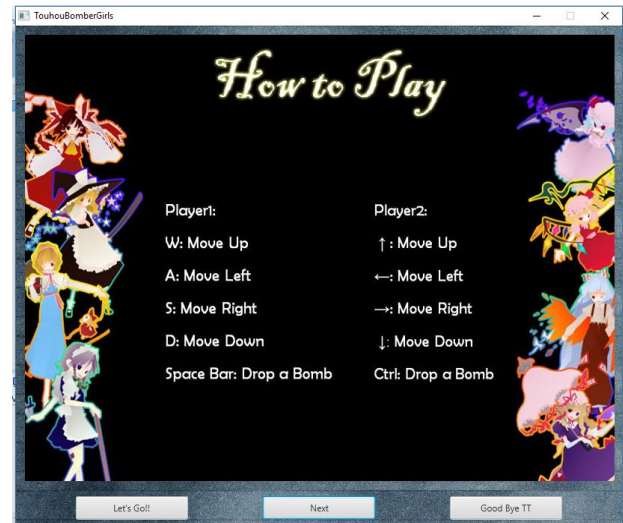 TouhouBomberGirls
How to Play
Player1:
W: Move Up
A: Move Left
S: Move Right
D: Move Down
Space Bar: Drop a Bomb
Player2:
↑: Move Up
←: Move Left
→: Move Right
↓: Move Down
Ctrl: Drop a Bomb
Let's Go!!
Next
Good Bye TT